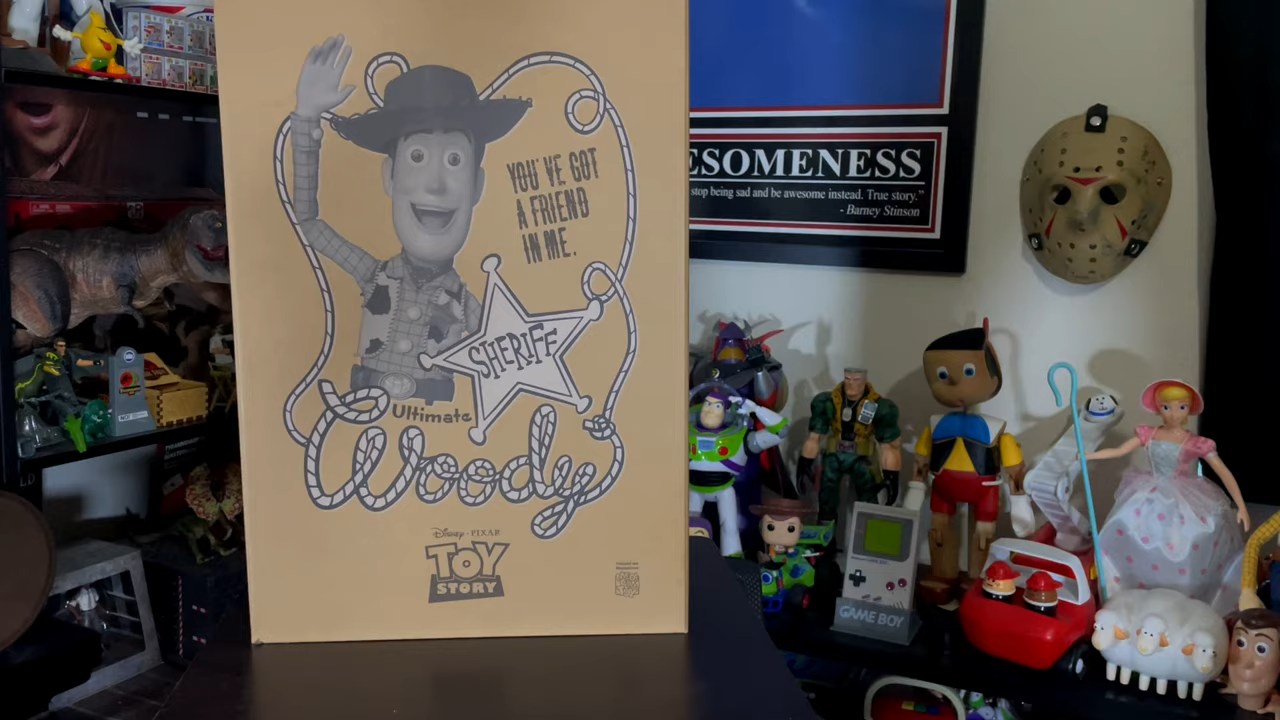 YOU'VE GOT
A FRIEND
IN ME.
SHERIFF
Ultimate
Woody
Disney · PIXAR
TOY
STORY
ESOMENESS
stop being sad and be awesome instead. True story."
- Barney Stinson
GAME BOY